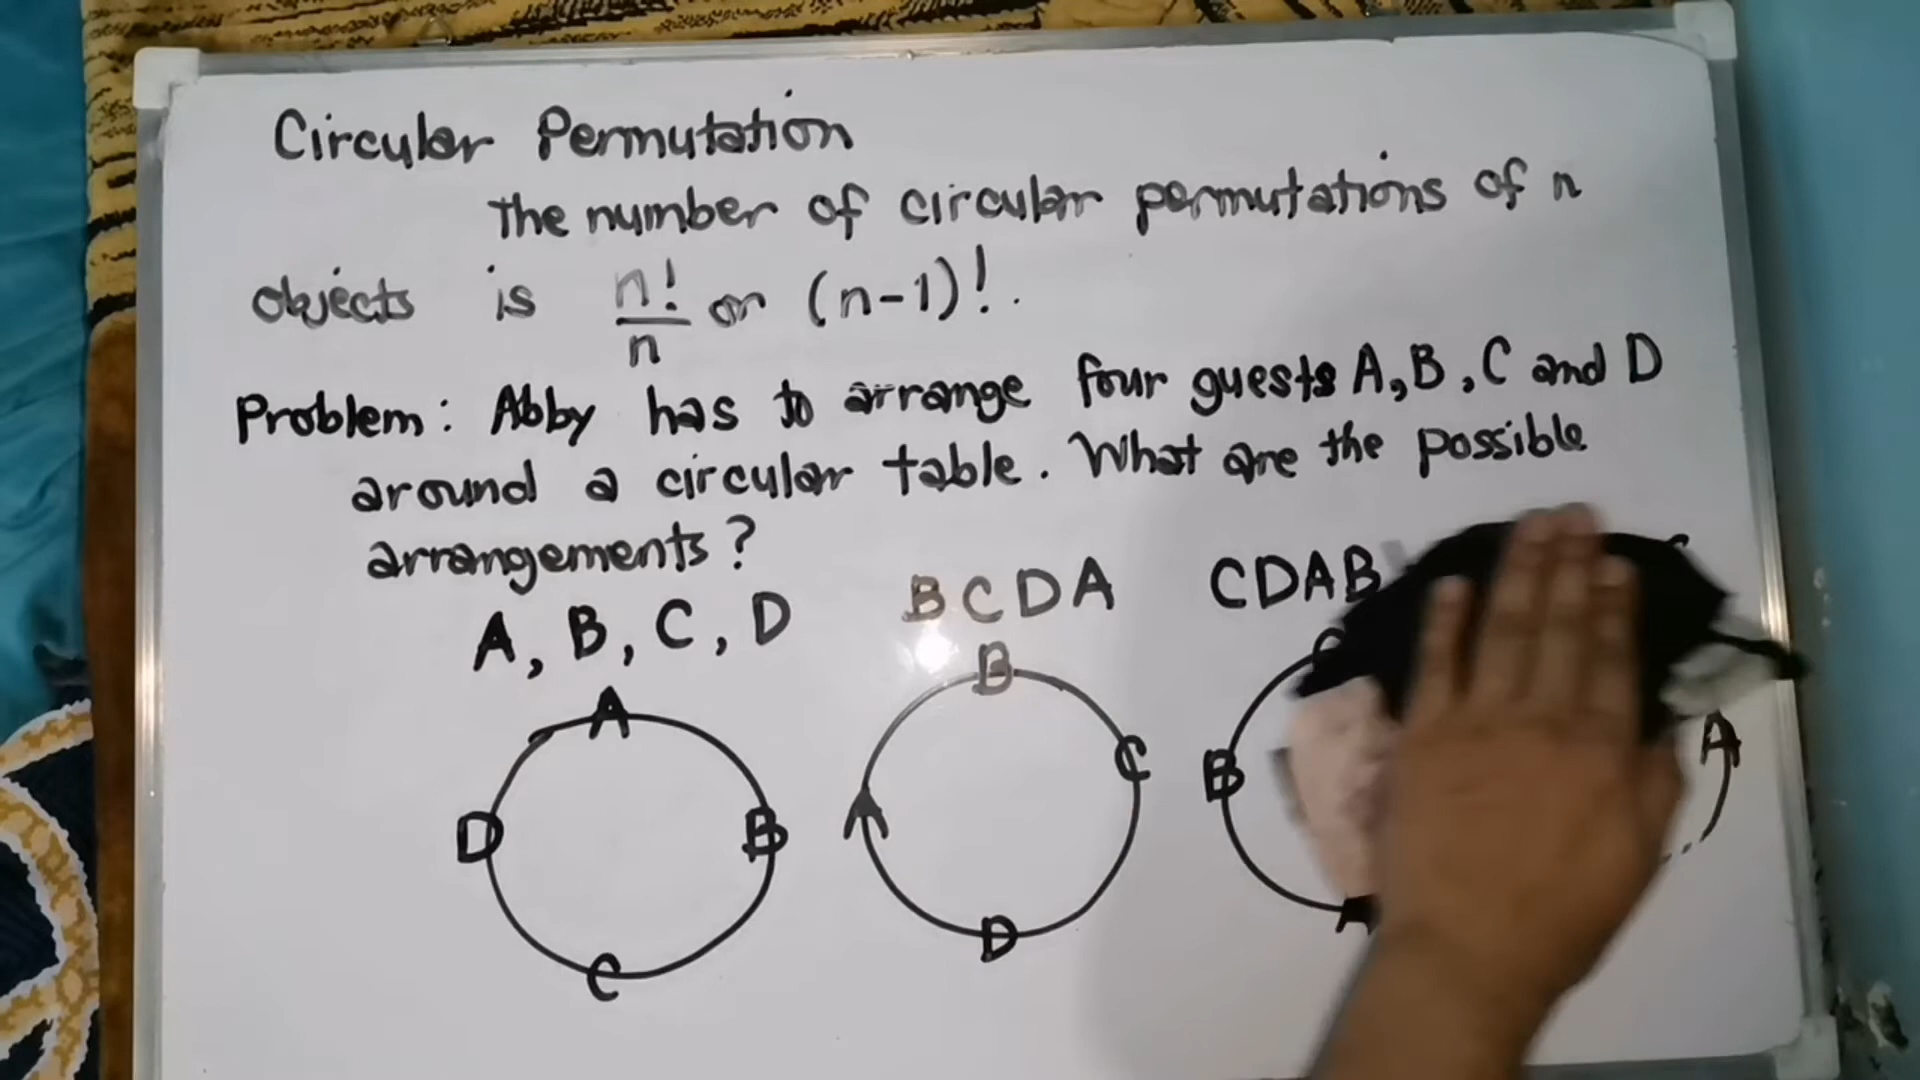 Circular Permutation
The number of circular permutations of n
objects is n!/n or (n-1)!.
Problem: Abby has to arrange four guests A, B, C and D
around a circular table. What are the possible
arrangements?
A, B, C, D
BCDA
CDAB
A
D
B
C
B
C
A
D
B
A
A